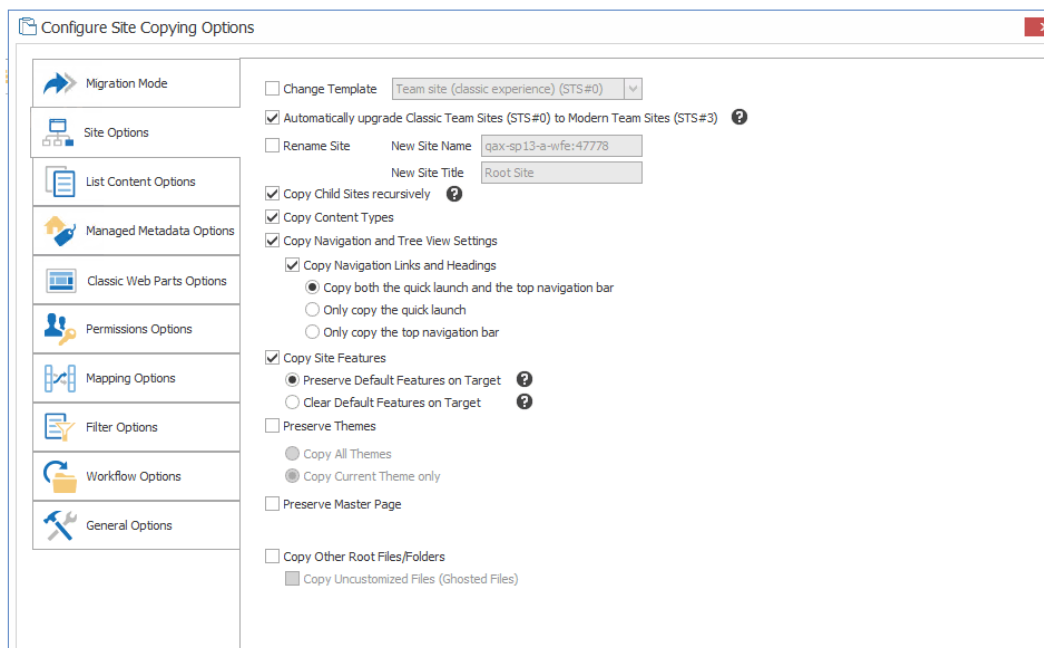 Configure Site Copying Options
Migration Mode
Site Options
List Content Options
Managed Metadata Options
Classic Web Parts Options
Permissions Options
Mapping Options
Filter Options
Workflow Options
General Options
Change Template Team site (classic experience) (STS#0)
Automatically upgrade Classic Team Sites (STS#0) to Modern Team Sites (STS#3) ?
Rename Site New Site Name qax-sp13-a-wfe:47778
New Site Title Root Site
Copy Child Sites recursively ?
Copy Content Types
Copy Navigation and Tree View Settings
Copy Navigation Links and Headings
Copy both the quick launch and the top navigation bar
Only copy the quick launch
Only copy the top navigation bar
Copy Site Features
Preserve Default Features on Target ?
Clear Default Features on Target ?
Preserve Themes
Copy All Themes
Copy Current Theme only
Preserve Master Page
Copy Other Root Files/Folders
Copy Uncustomized Files (Ghosted Files)